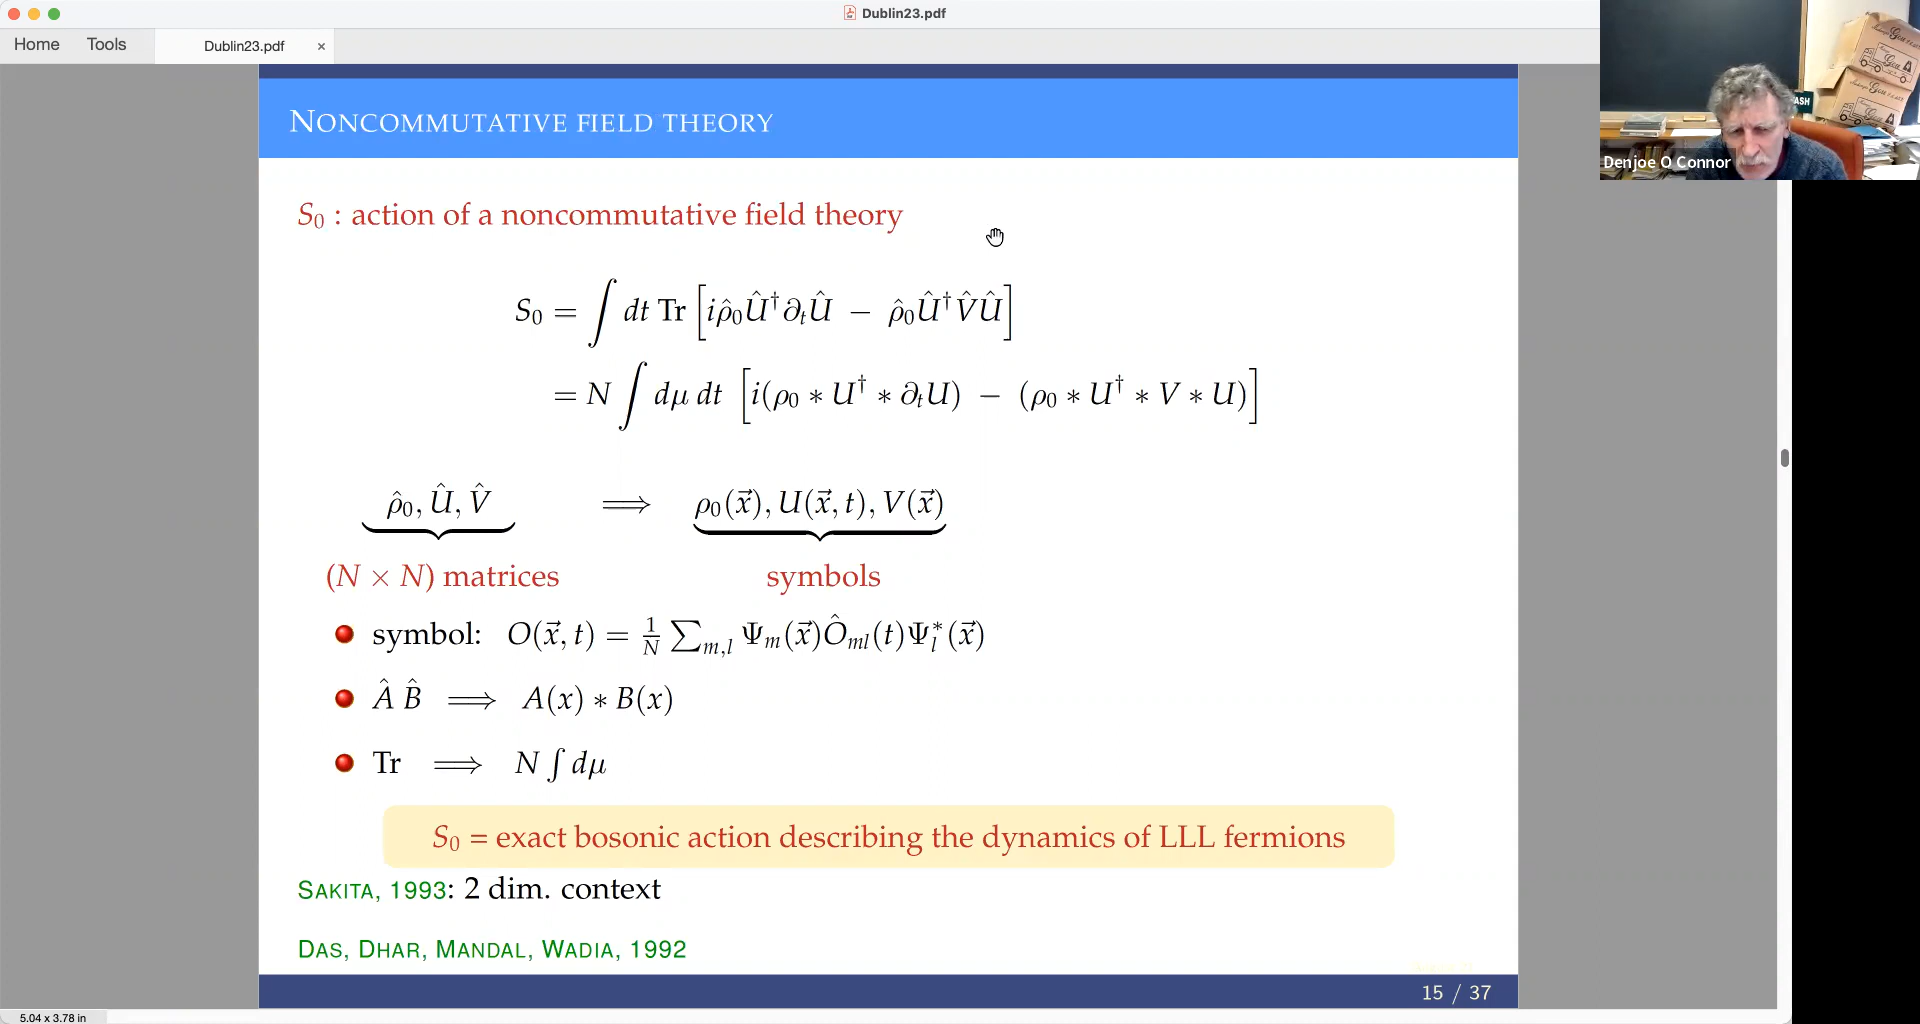 Dublin23.pdf
Home Tools Dublin23.pdf ×
NONCOMMUTATIVE FIELD THEORY
S₀ : action of a noncommutative field theory
S₀ = ∫ dt Tr [iρ̂₀Û†∂ₜÛ − ρ̂₀Û†V̂Û]
= N ∫ dμ dt [i(ρ₀ ∗ U† ∗ ∂ₜU) − (ρ₀ ∗ U† ∗ V ∗ U)]
ρ̂₀, Û, V̂ ⟹ ρ₀(x⃗), U(x⃗, t), V(x⃗)
(N × N) matrices symbols
symbol: O(x⃗, t) = 1/N ∑ₘ,ₗ Ψₘ(x⃗)Ôₘₗ(t)Ψₗ*(x⃗)
Â B̂ ⟹ A(x) ∗ B(x)
Tr ⟹ N ∫ dμ
S₀ = exact bosonic action describing the dynamics of LLL fermions
SAKITA, 1993: 2 dim. context
DAS, DHAR, MANDAL, WADIA, 1992
15 / 37
5.04 x 3.78 in
Denjoe O Connor